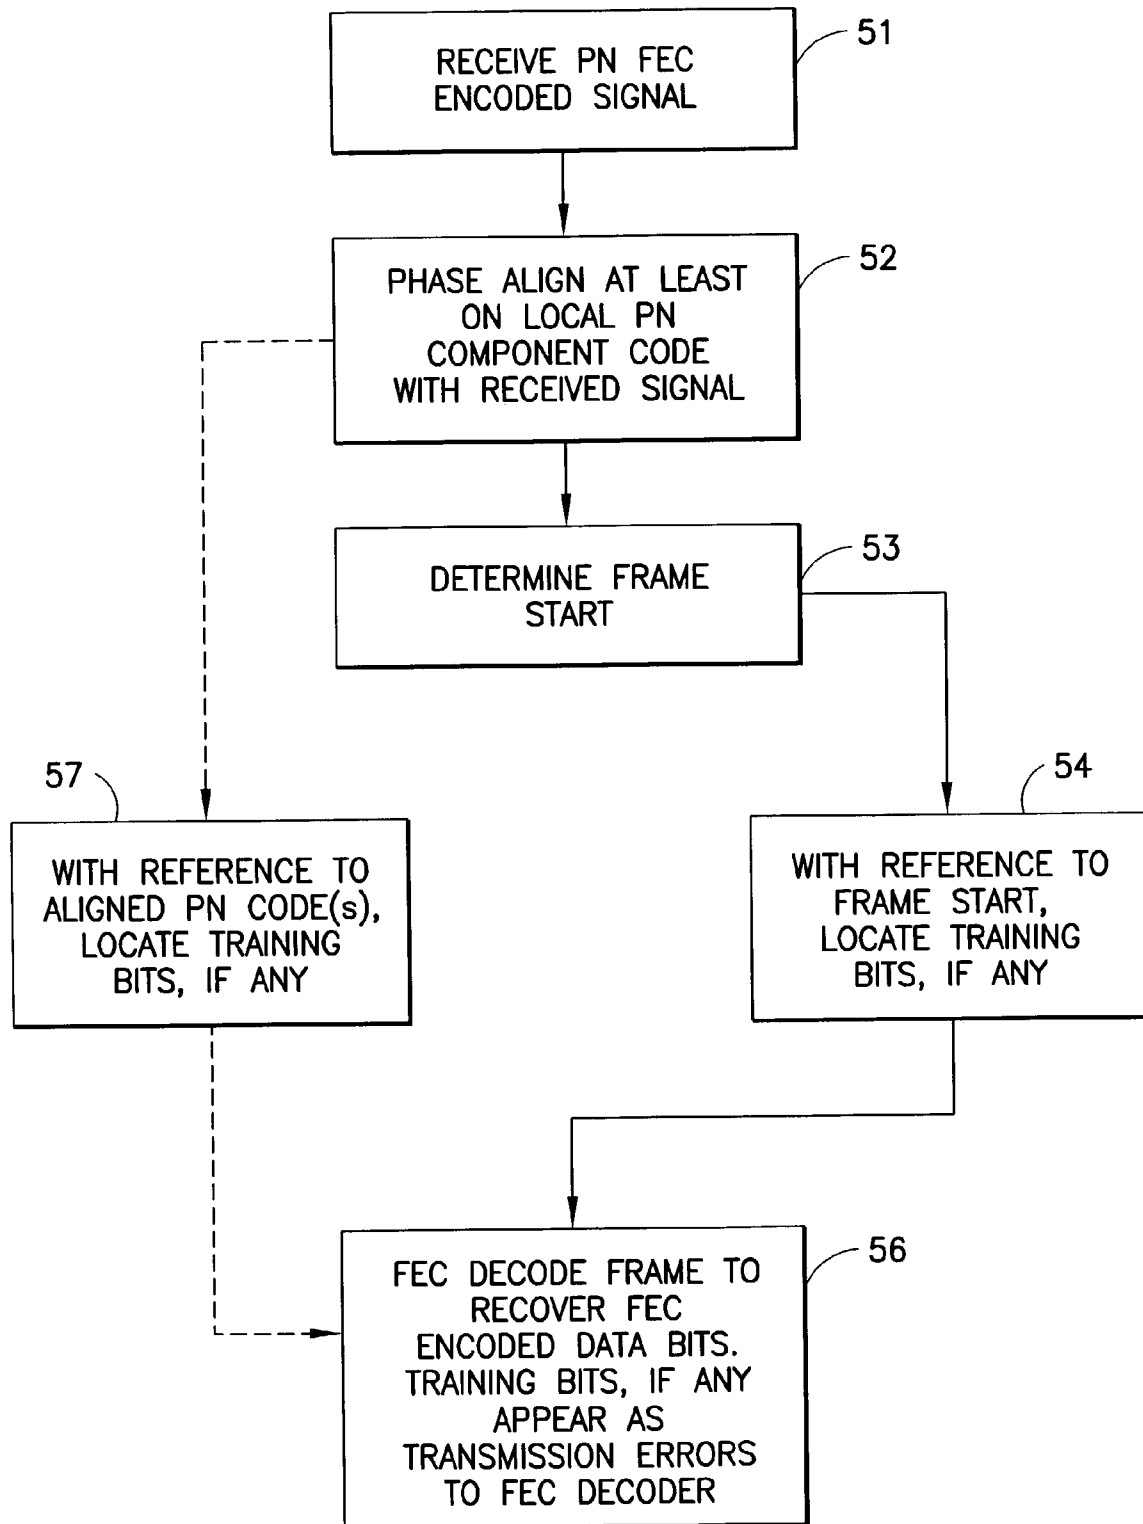 RECEIVE PN FEC
ENCODED SIGNAL
51
PHASE ALIGN AT LEAST
ON LOCAL PN
COMPONENT CODE
WITH RECEIVED SIGNAL
52
DETERMINE FRAME
START
53
57
WITH REFERENCE TO
ALIGNED PN CODE(s),
LOCATE TRAINING
BITS, IF ANY
54
WITH REFERENCE TO
FRAME START,
LOCATE TRAINING
BITS, IF ANY
FEC DECODE FRAME TO
RECOVER FEC
ENCODED DATA BITS.
TRAINING BITS, IF ANY
APPEAR AS
TRANSMISSION ERRORS
TO FEC DECODER
56